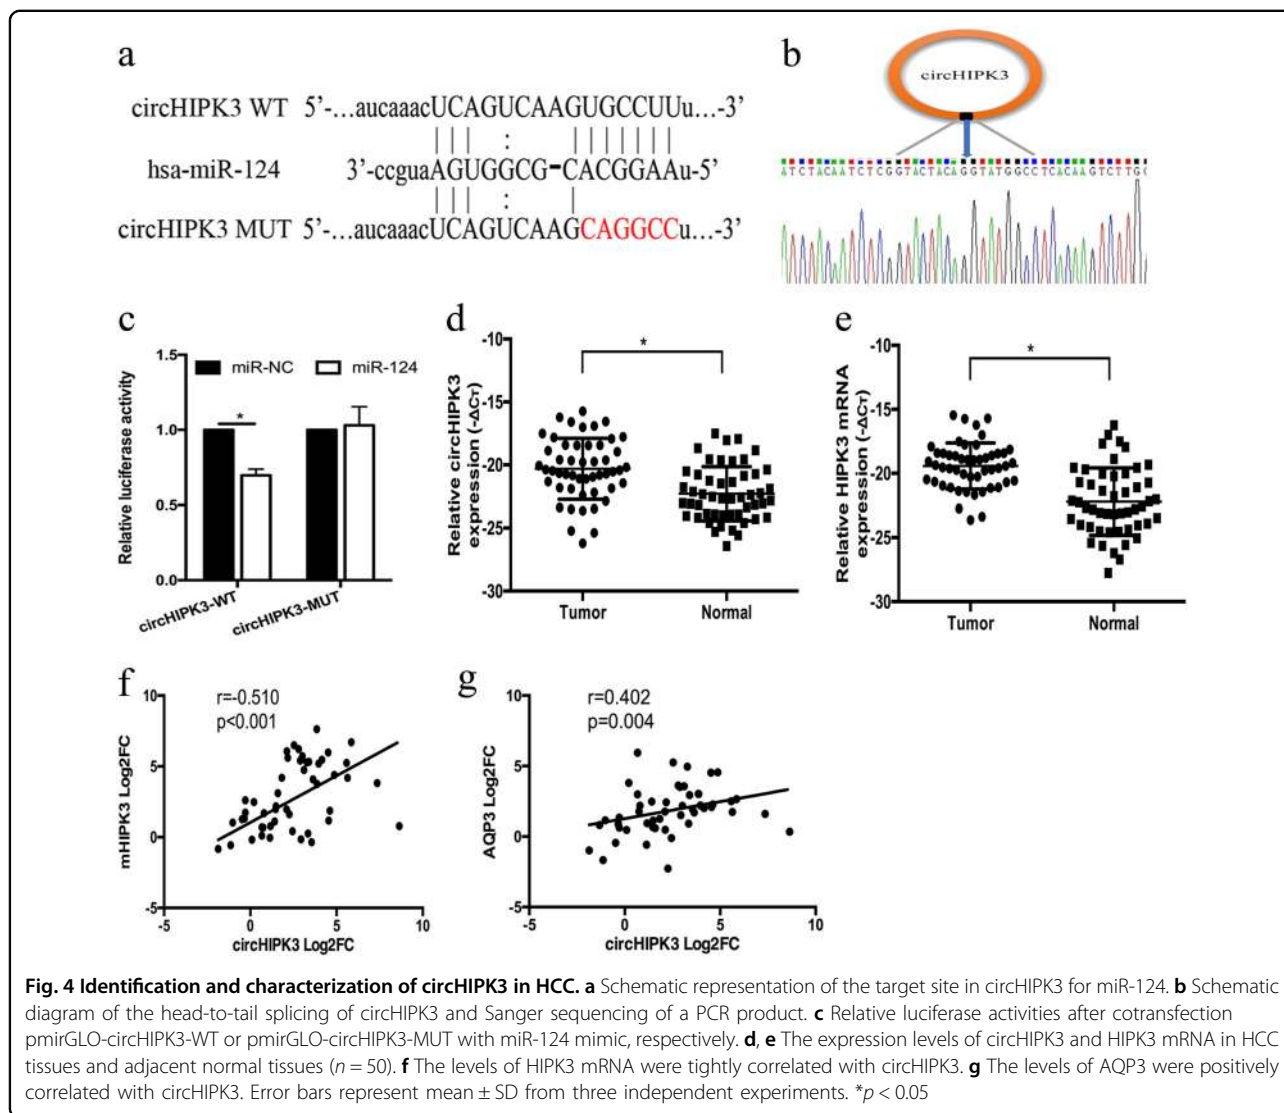 a
circHIPK3 WT 5’-…aucaaacUCAGUCAAGUGCCUUu…-3’
hsa-miR-124 3’-ccguaAGUGGCG-CACGGAAu-5’
circHIPK3 MUT 5’-…aucaaacUCAGUCAAGCAGGCCu…-3’
b
circHIPK3
ATCTACAATCTCGGTACTACAGGTATGGCCTCACAAGTCTTGC
c
1.5
1.0
0.5
0.0
Relative luciferase activity
miR-NC miR-124
*
circHIPK3-WT circHIPK3-MUT
d
-10
-15
-20
-25
-30
Relative circHIPK3
expression (-ΔCT)
*
Tumor Normal
e
-10
-15
-20
-25
-30
Relative HIPK3 mRNA
expression (-ΔCT)
*
Tumor Normal
f
r=-0.510
p<0.001
10
5
0
-5
mHIPK3 Log2FC
-5 0 5 10
circHIPK3 Log2FC
g
r=0.402
p=0.004
10
5
0
-5
AQP3 Log2FC
-5 0 5 10
circHIPK3 Log2FC
Fig. 4 Identification and characterization of circHIPK3 in HCC. a Schematic representation of the target site in circHIPK3 for miR-124. b Schematic
diagram of the head-to-tail splicing of circHIPK3 and Sanger sequencing of a PCR product. c Relative luciferase activities after cotransfection
pmirGLO-circHIPK3-WT or pmirGLO-circHIPK3-MUT with miR-124 mimic, respectively. d, e The expression levels of circHIPK3 and HIPK3 mRNA in HCC
tissues and adjacent normal tissues (n = 50). f The levels of HIPK3 mRNA were tightly correlated with circHIPK3. g The levels of AQP3 were positively
correlated with circHIPK3. Error bars represent mean ± SD from three independent experiments. *p < 0.05